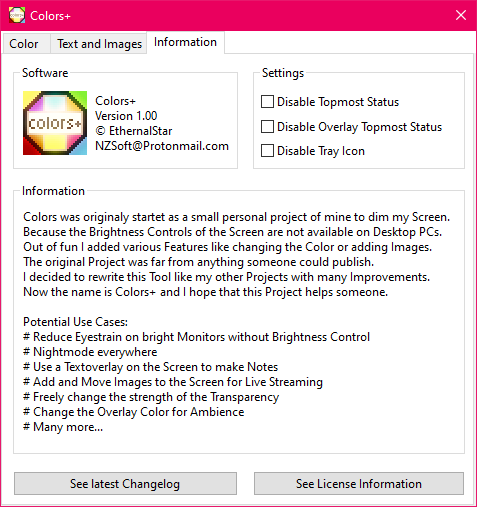 Colors+
Color
Text and Images
Information
Software
colors+
Colors+
Version 1.00
© EthernalStar
NZSoft@Protonmail.com
Settings
Disable Topmost Status
Disable Overlay Topmost Status
Disable Tray Icon
Information
Colors was originaly startet as a small personal project of mine to dim my Screen.
Because the Brightness Controls of the Screen are not available on Desktop PCs.
Out of fun I added various Features like changing the Color or adding Images.
The original Project was far from anything someone could publish.
I decided to rewrite this Tool like my other Projects with many Improvements.
Now the name is Colors+ and I hope that this Project helps someone.
Potential Use Cases:
# Reduce Eyestrain on bright Monitors without Brightness Control
# Nightmode everywhere
# Use a Textoverlay on the Screen to make Notes
# Add and Move Images to the Screen for Live Streaming
# Freely change the strength of the Transparency
# Change the Overlay Color for Ambience
# Many more...
See latest Changelog
See License Information